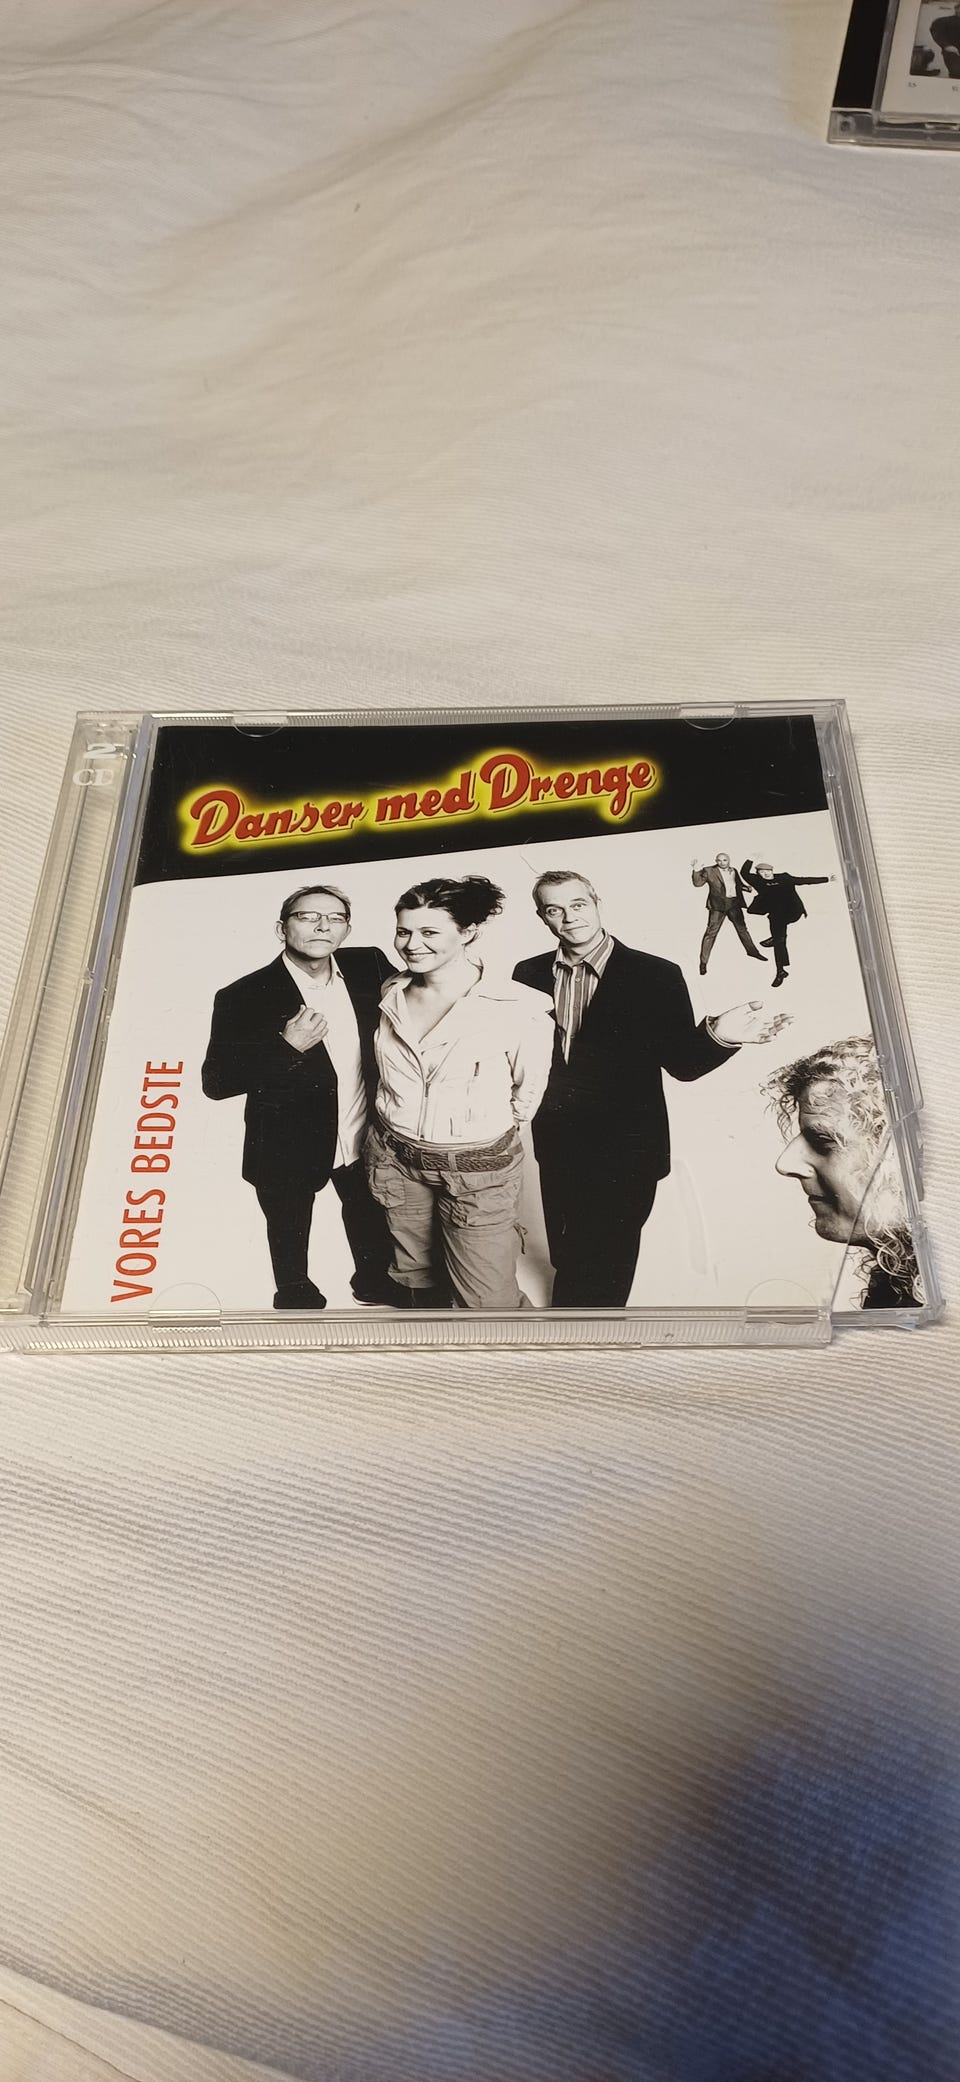 2
CD
Danser med Drenge
VORES BEDSTE